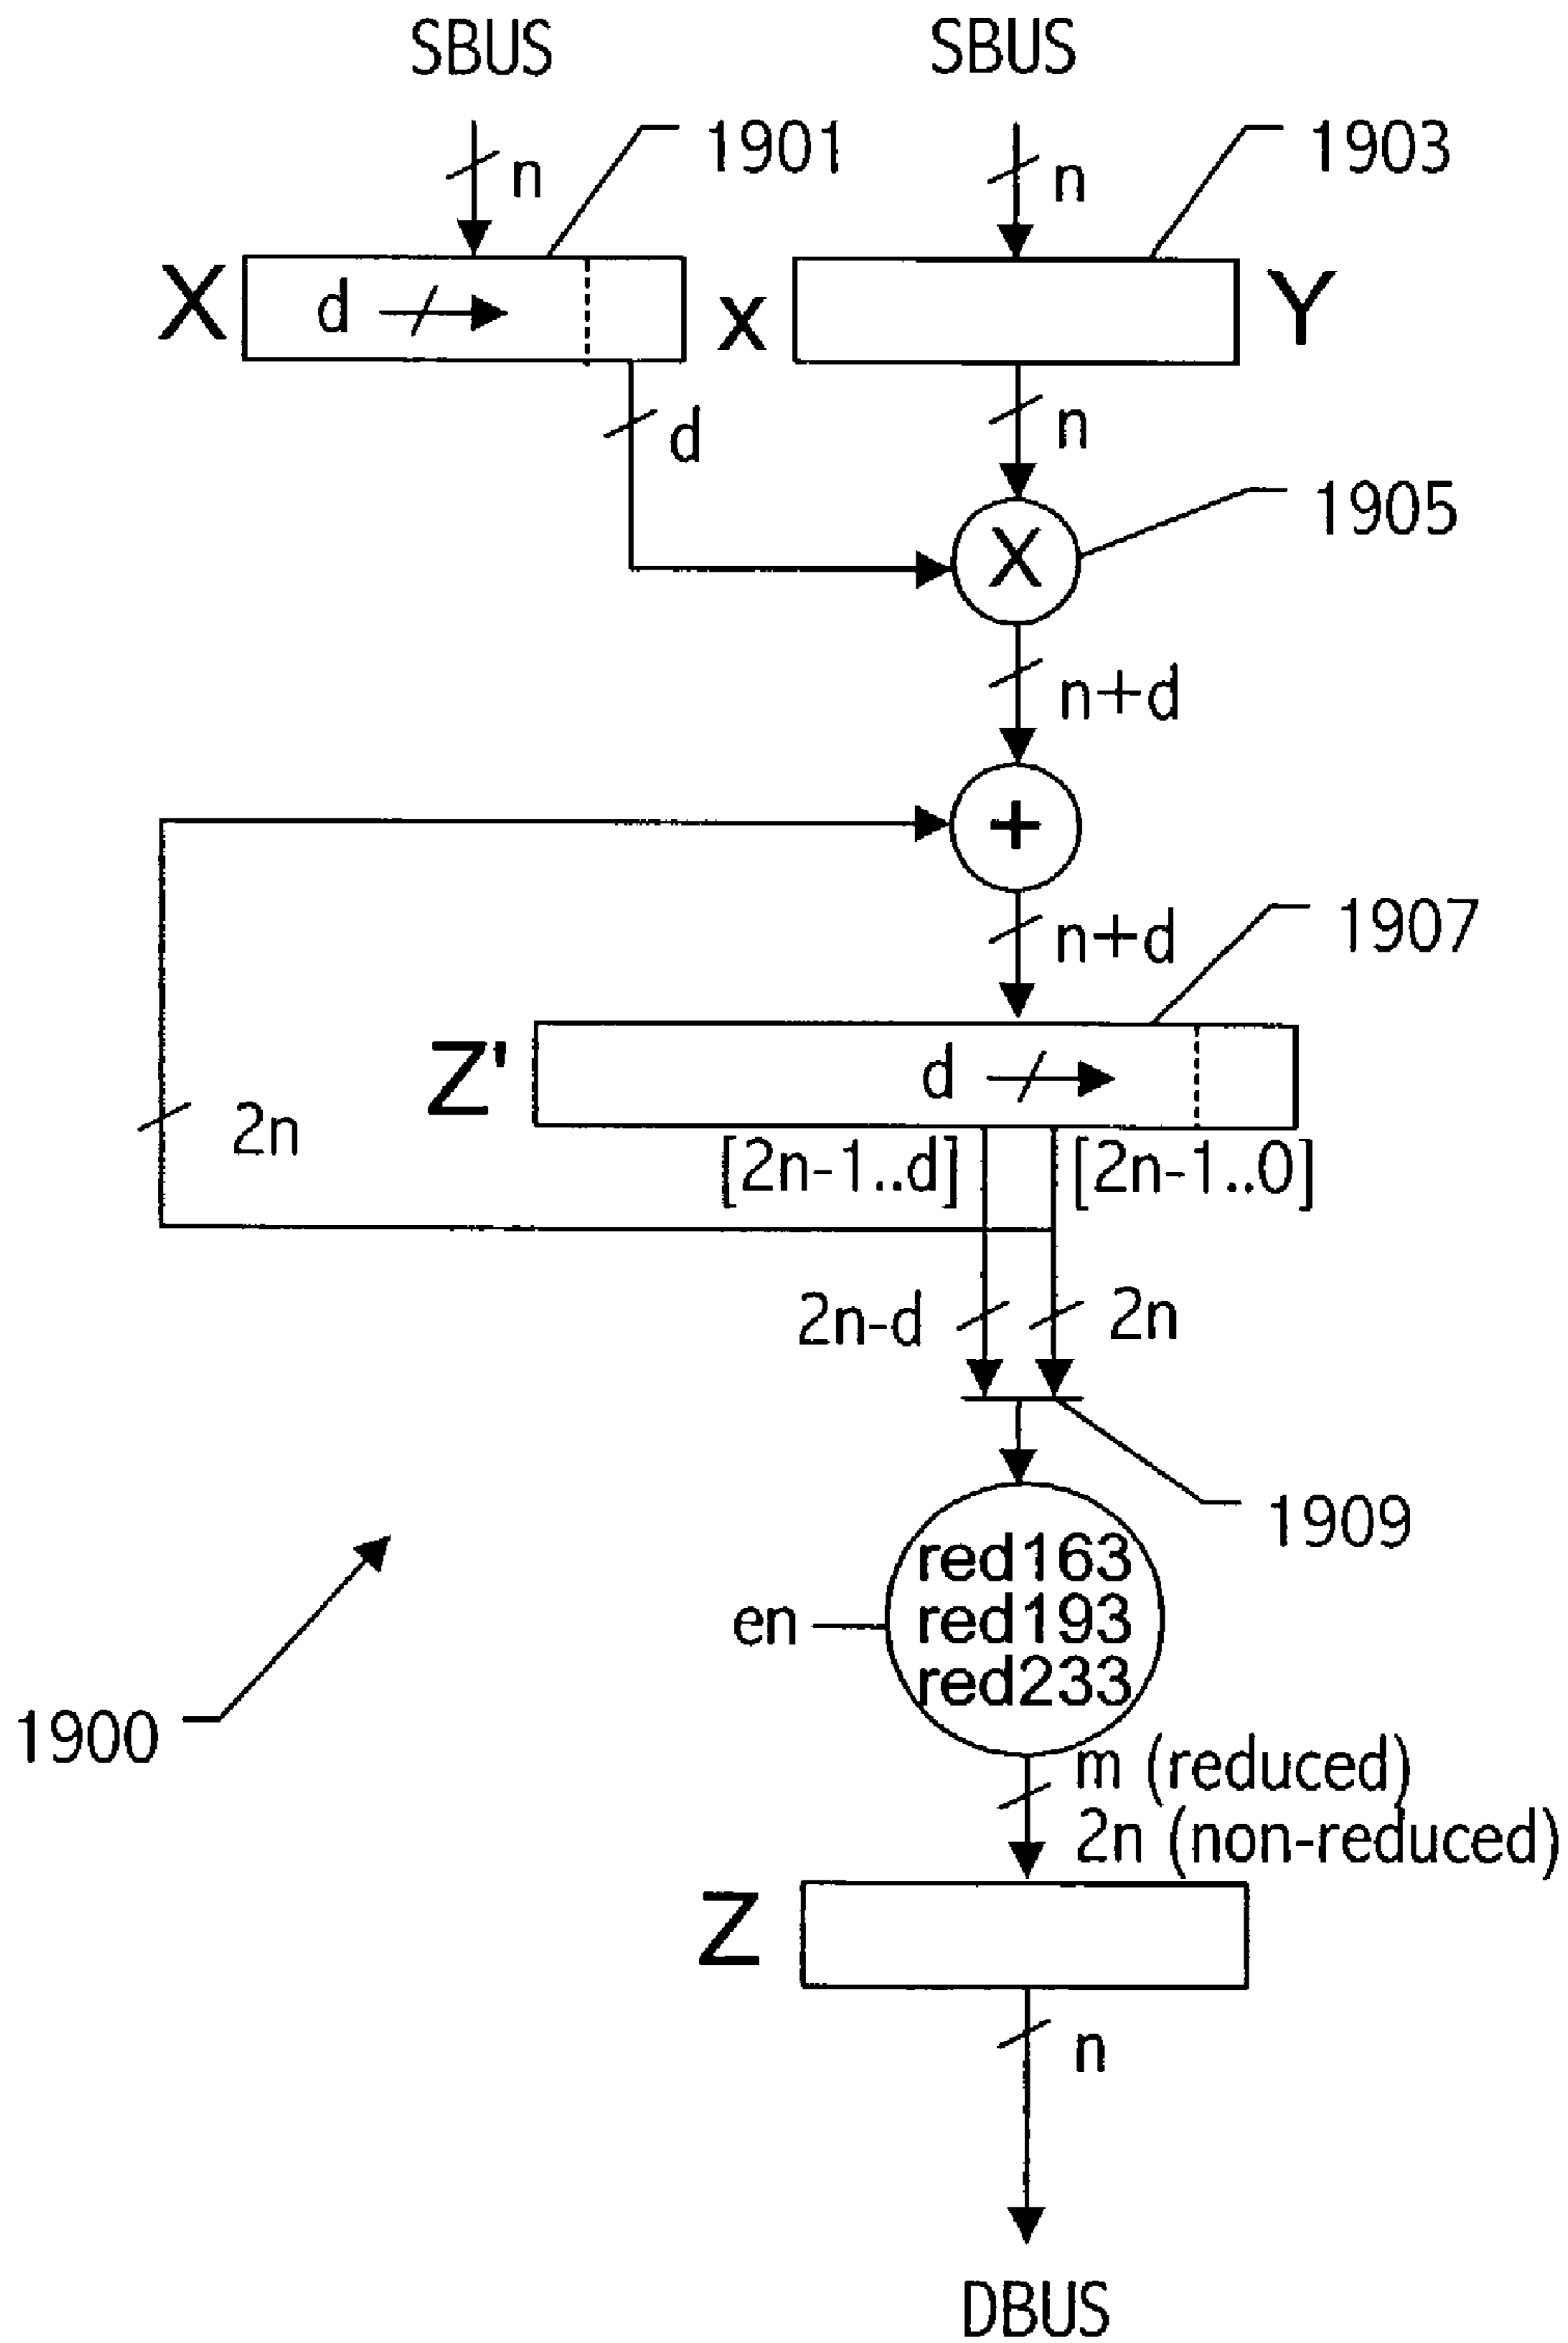 SBUS SBUS
n 1901 n 1903
X d x Y
d n
1905
X
n+d
+
n+d 1907
Z' d
2n [2n-1..d] [2n-1..0]
2n-d 2n
1909
red163
en red193
red233
1900
m (reduced)
2n (non-reduced)
Z
n
DBUS